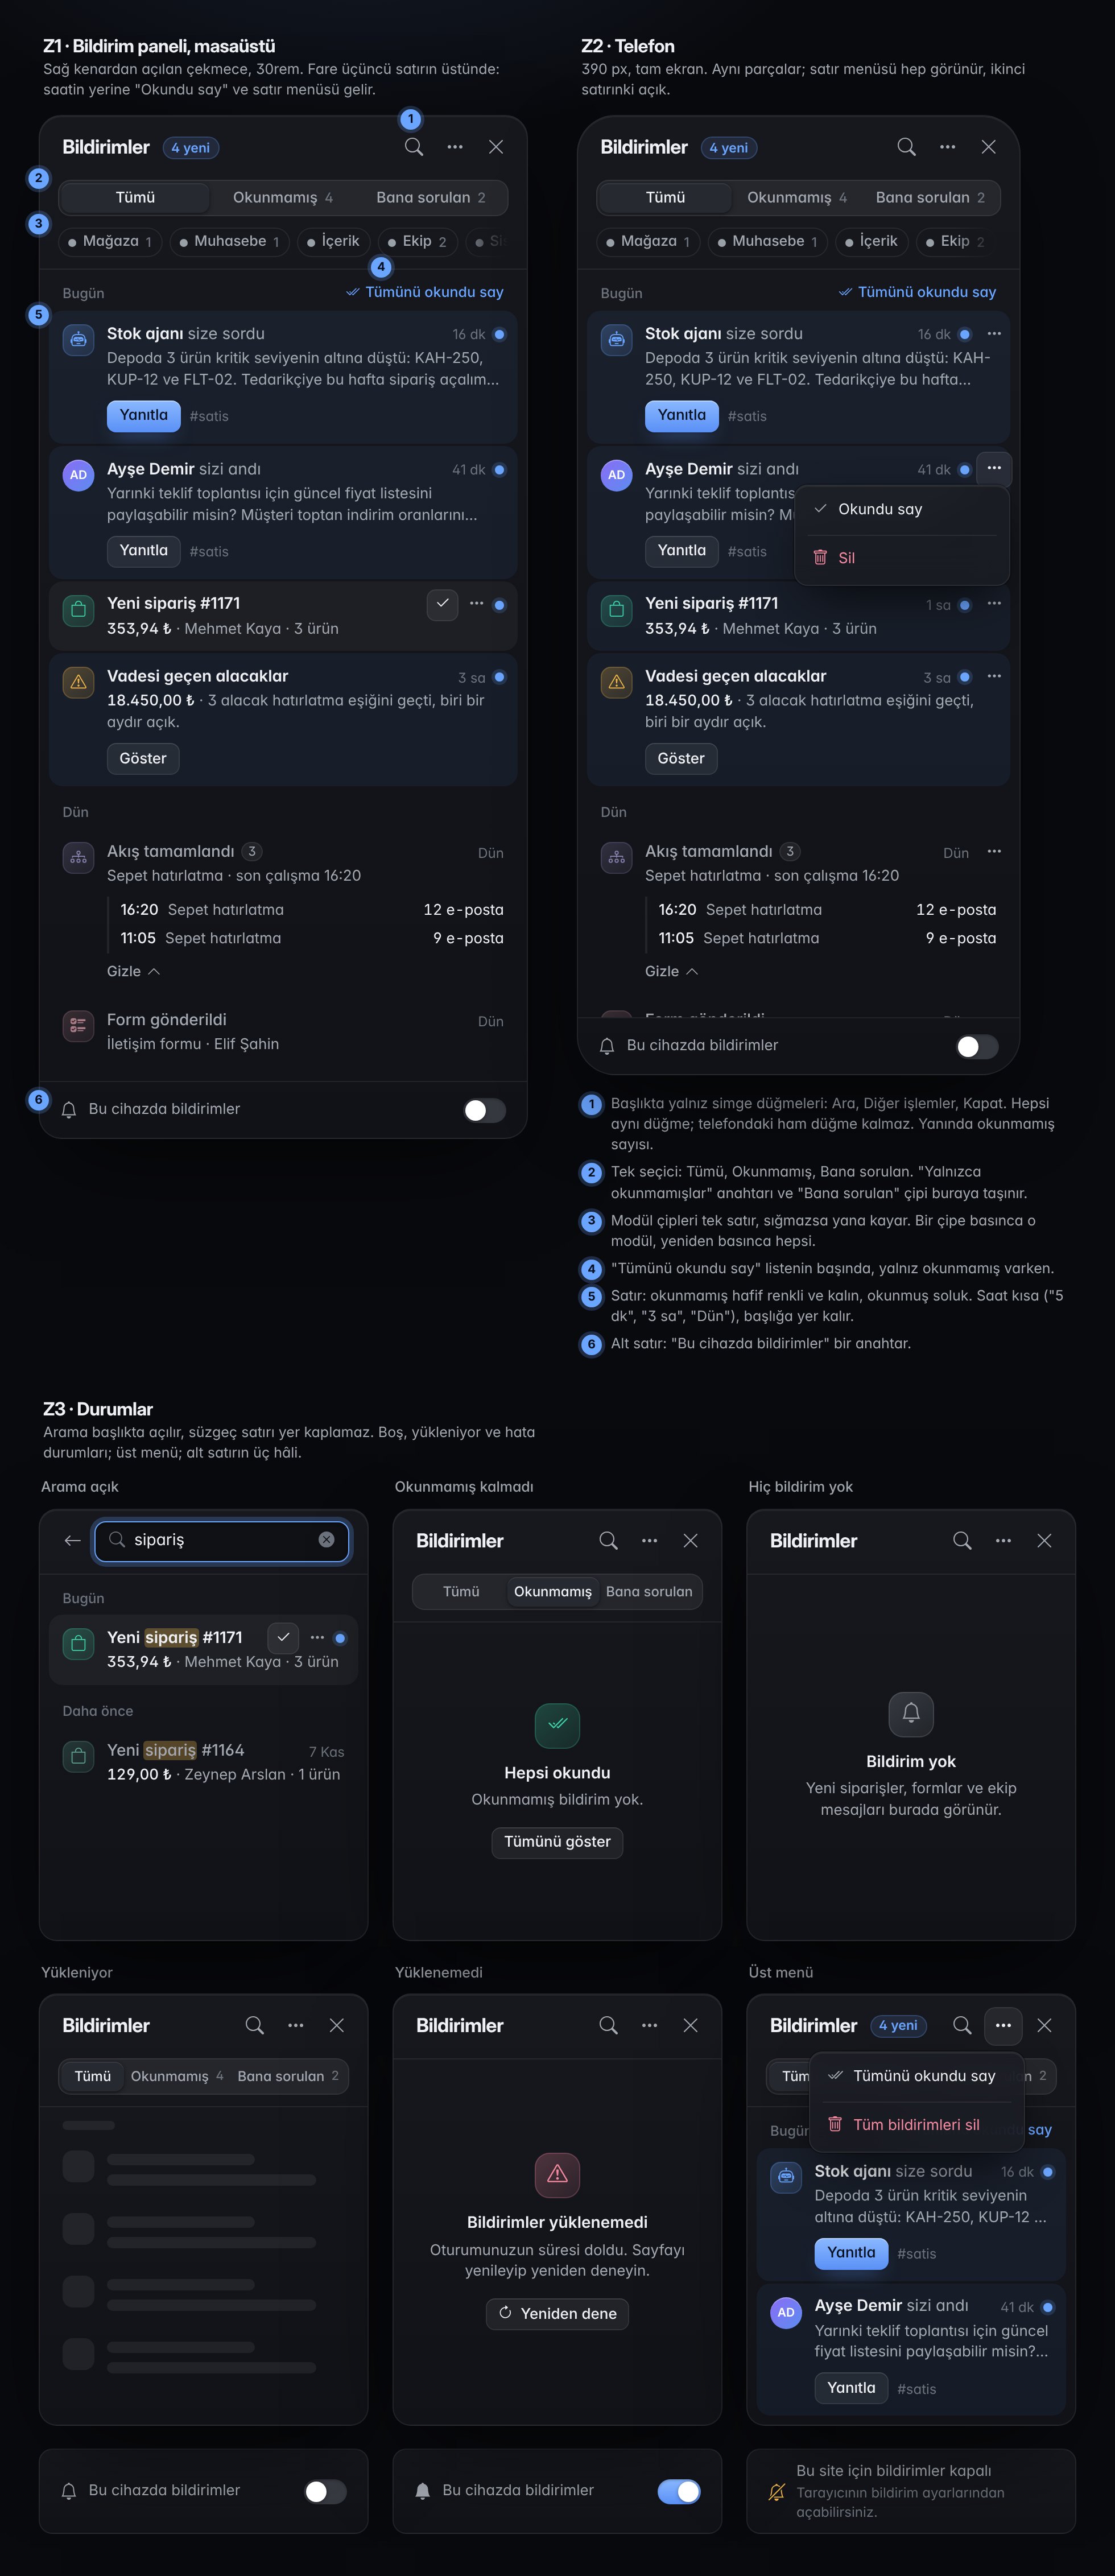 Z1 · Bildirim paneli, masaüstü
Sağ kenardan açılan çekmece, 30rem. Fare üçüncü satırın üstünde:
saatin yerine "Okundu say" ve satır menüsü gelir.
1
Bildirimler 4 yeni
2
Tümü Okunmamış 4 Bana sorulan 2
3
Mağaza 1 Muhasebe 1 İçerik Ekip 2
4
Bugün Tümünü okundu say
5
Stok ajanı size sordu 16 dk
Depoda 3 ürün kritik seviyenin altına düştü: KAH-250,
KUP-12 ve FLT-02. Tedarikçiye bu hafta sipariş açalım...
Yanıtla #satis
AD Ayşe Demir sizi andı 41 dk
Yarınki teklif toplantısı için güncel fiyat listesini
paylaşabilir misin? Müşteri toptan indirim oranlarını...
Yanıtla #satis
Yeni sipariş #1171
353,94 ₺ · Mehmet Kaya · 3 ürün
Vadesi geçen alacaklar 3 sa
18.450,00 ₺ · 3 alacak hatırlatma eşiğini geçti, biri bir
aydır açık.
Göster
Dün
Akış tamamlandı 3 Dün
Sepet hatırlatma · son çalışma 16:20
16:20 Sepet hatırlatma 12 e-posta
11:05 Sepet hatırlatma 9 e-posta
Gizle
Form gönderildi Dün
İletişim formu · Elif Şahin
6
Bu cihazda bildirimler
Z2 · Telefon
390 px, tam ekran. Aynı parçalar; satır menüsü hep görünür, ikinci
satırınki açık.
Bildirimler 4 yeni
Tümü Okunmamış 4 Bana sorulan 2
Mağaza 1 Muhasebe 1 İçerik Ekip 2
Bugün Tümünü okundu say
Stok ajanı size sordu 16 dk
Depoda 3 ürün kritik seviyenin altına düştü: KAH-
250, KUP-12 ve FLT-02. Tedarikçiye bu hafta...
Yanıtla #satis
AD Ayşe Demir sizi andı 41 dk
Yarınki teklif toplantıs
paylaşabilir misin? M
Yanıtla #satis
Okundu say
Sil
Yeni sipariş #1171 1 sa
353,94 ₺ · Mehmet Kaya · 3 ürün
Vadesi geçen alacaklar 3 sa
18.450,00 ₺ · 3 alacak hatırlatma eşiğini geçti,
biri bir aydır açık.
Göster
Dün
Akış tamamlandı 3 Dün
Sepet hatırlatma · son çalışma 16:20
16:20 Sepet hatırlatma 12 e-posta
11:05 Sepet hatırlatma 9 e-posta
Gizle
Form gönderildi
Bu cihazda bildirimler
1 Başlıkta yalnız simge düğmeleri: Ara, Diğer işlemler, Kapat. Hepsi
aynı düğme; telefondaki ham düğme kalmaz. Yanında okunmamış
sayısı.
2 Tek seçici: Tümü, Okunmamış, Bana sorulan. "Yalnızca
okunmamışlar" anahtarı ve "Bana sorulan" çipi buraya taşınır.
3 Modül çipleri tek satır, sığmazsa yana kayar. Bir çipe basınca o
modül, yeniden basınca hepsi.
4 "Tümünü okundu say" listenin başında, yalnız okunmamış varken.
5 Satır: okunmamış hafif renkli ve kalın, okunmuş soluk. Saat kısa ("5
dk", "3 sa", "Dün"), başlığa yer kalır.
6 Alt satır: "Bu cihazda bildirimler" bir anahtar.
Z3 · Durumlar
Arama başlıkta açılır, süzgeç satırı yer kaplamaz. Boş, yükleniyor ve hata
durumları; üst menü; alt satırın üç hâli.
Arama açık
sipariş
Bugün
Yeni sipariş #1171
353,94 ₺ · Mehmet Kaya · 3 ürün
Daha önce
Yeni sipariş #1164 7 Kas
129,00 ₺ · Zeynep Arslan · 1 ürün
Okunmamış kalmadı
Bildirimler
Tümü Okunmamış Bana sorulan
Hepsi okundu
Okunmamış bildirim yok.
Tümünü göster
Hiç bildirim yok
Bildirimler
Bildirim yok
Yeni siparişler, formlar ve ekip
mesajları burada görünür.
Yükleniyor
Bildirimler
Tümü Okunmamış 4 Bana sorulan 2
Yüklenemedi
Bildirimler
Bildirimler yüklenemedi
Oturumunuzun süresi doldu. Sayfayı
yenileyip yeniden deneyin.
Yeniden dene
Üst menü
Bildirimler 4 yeni
Tüm 2
Tümünü okundu say
Tüm bildirimleri sil
Bugün say
Stok ajanı size sordu 16 dk
Depoda 3 ürün kritik seviyenin
altına düştü: KAH-250, KUP-12 ...
Yanıtla #satis
AD Ayşe Demir sizi andı 41 dk
Yarınki teklif toplantısı için güncel
fiyat listesini paylaşabilir misin?...
Yanıtla #satis
Bu cihazda bildirimler
Bu cihazda bildirimler
Bu site için bildirimler kapalı
Tarayıcının bildirim ayarlarından
açabilirsiniz.